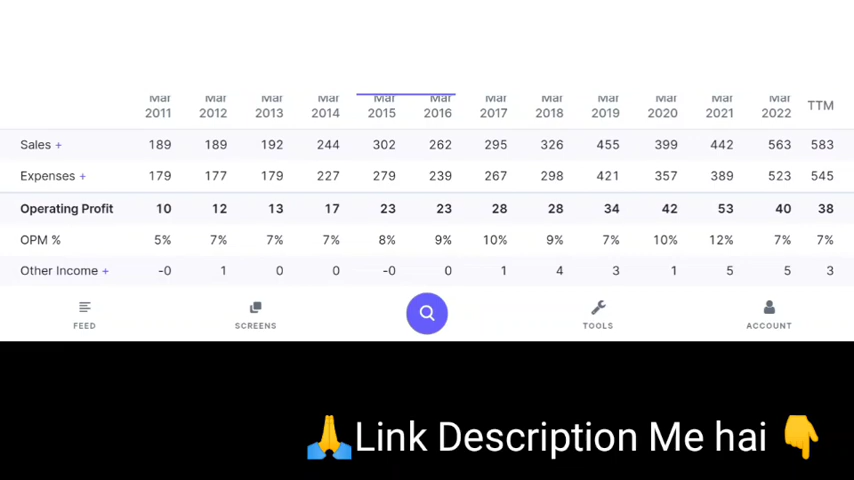 Mar Mar Mar Mar Mar Mar Mar Mar Mar Mar Mar Mar
2011 2012 2013 2014 2015 2016 2017 2018 2019 2020 2021 2022 TTM
Sales + 189 189 192 244 302 262 295 326 455 399 442 563 583
Expenses + 179 177 179 227 279 239 267 298 421 357 389 523 545
Operating Profit 10 12 13 17 23 23 28 28 34 42 53 40 38
OPM % 5% 7% 7% 7% 8% 9% 10% 9% 7% 10% 12% 7% 7%
Other Income + -0 1 0 0 -0 0 1 4 3 1 5 5 3
FEED SCREENS TOOLS ACCOUNT
🙏Link Description Me hai 👇